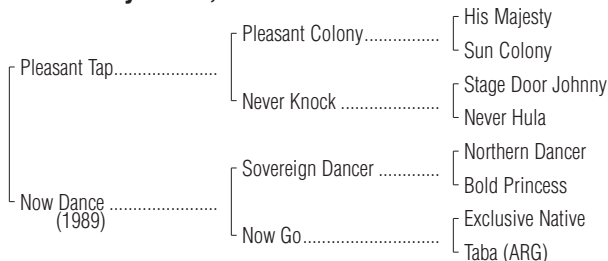 His Majesty
Pleasant Colony................
Sun Colony
Pleasant Tap......................
Stage Door Johnny
Never Knock .....................
Never Hula
Northern Dancer
Sovereign Dancer .............
Bold Princess
Now Dance .......................
(1989)
Exclusive Native
Now Go.............................
Taba (ARG)